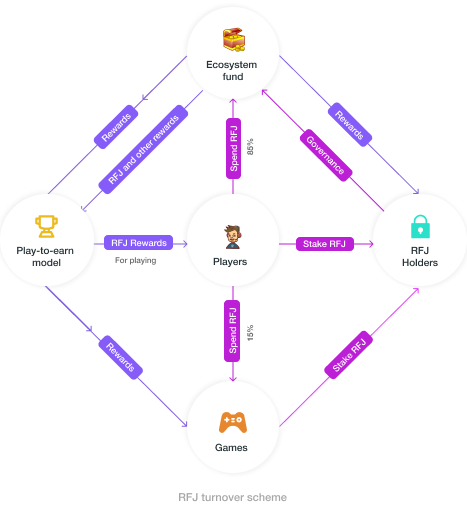 Ecosystem
fund
Rewards
RFJ and other rewards
Spend RFJ
85%
Governance
Rewards
Play-to-earn
model
RFJ Rewards
For playing
Players
Stake RFJ
RFJ
Holders
Rewards
Spend RFJ
15%
Stake RFJ
Games
RFJ turnover scheme